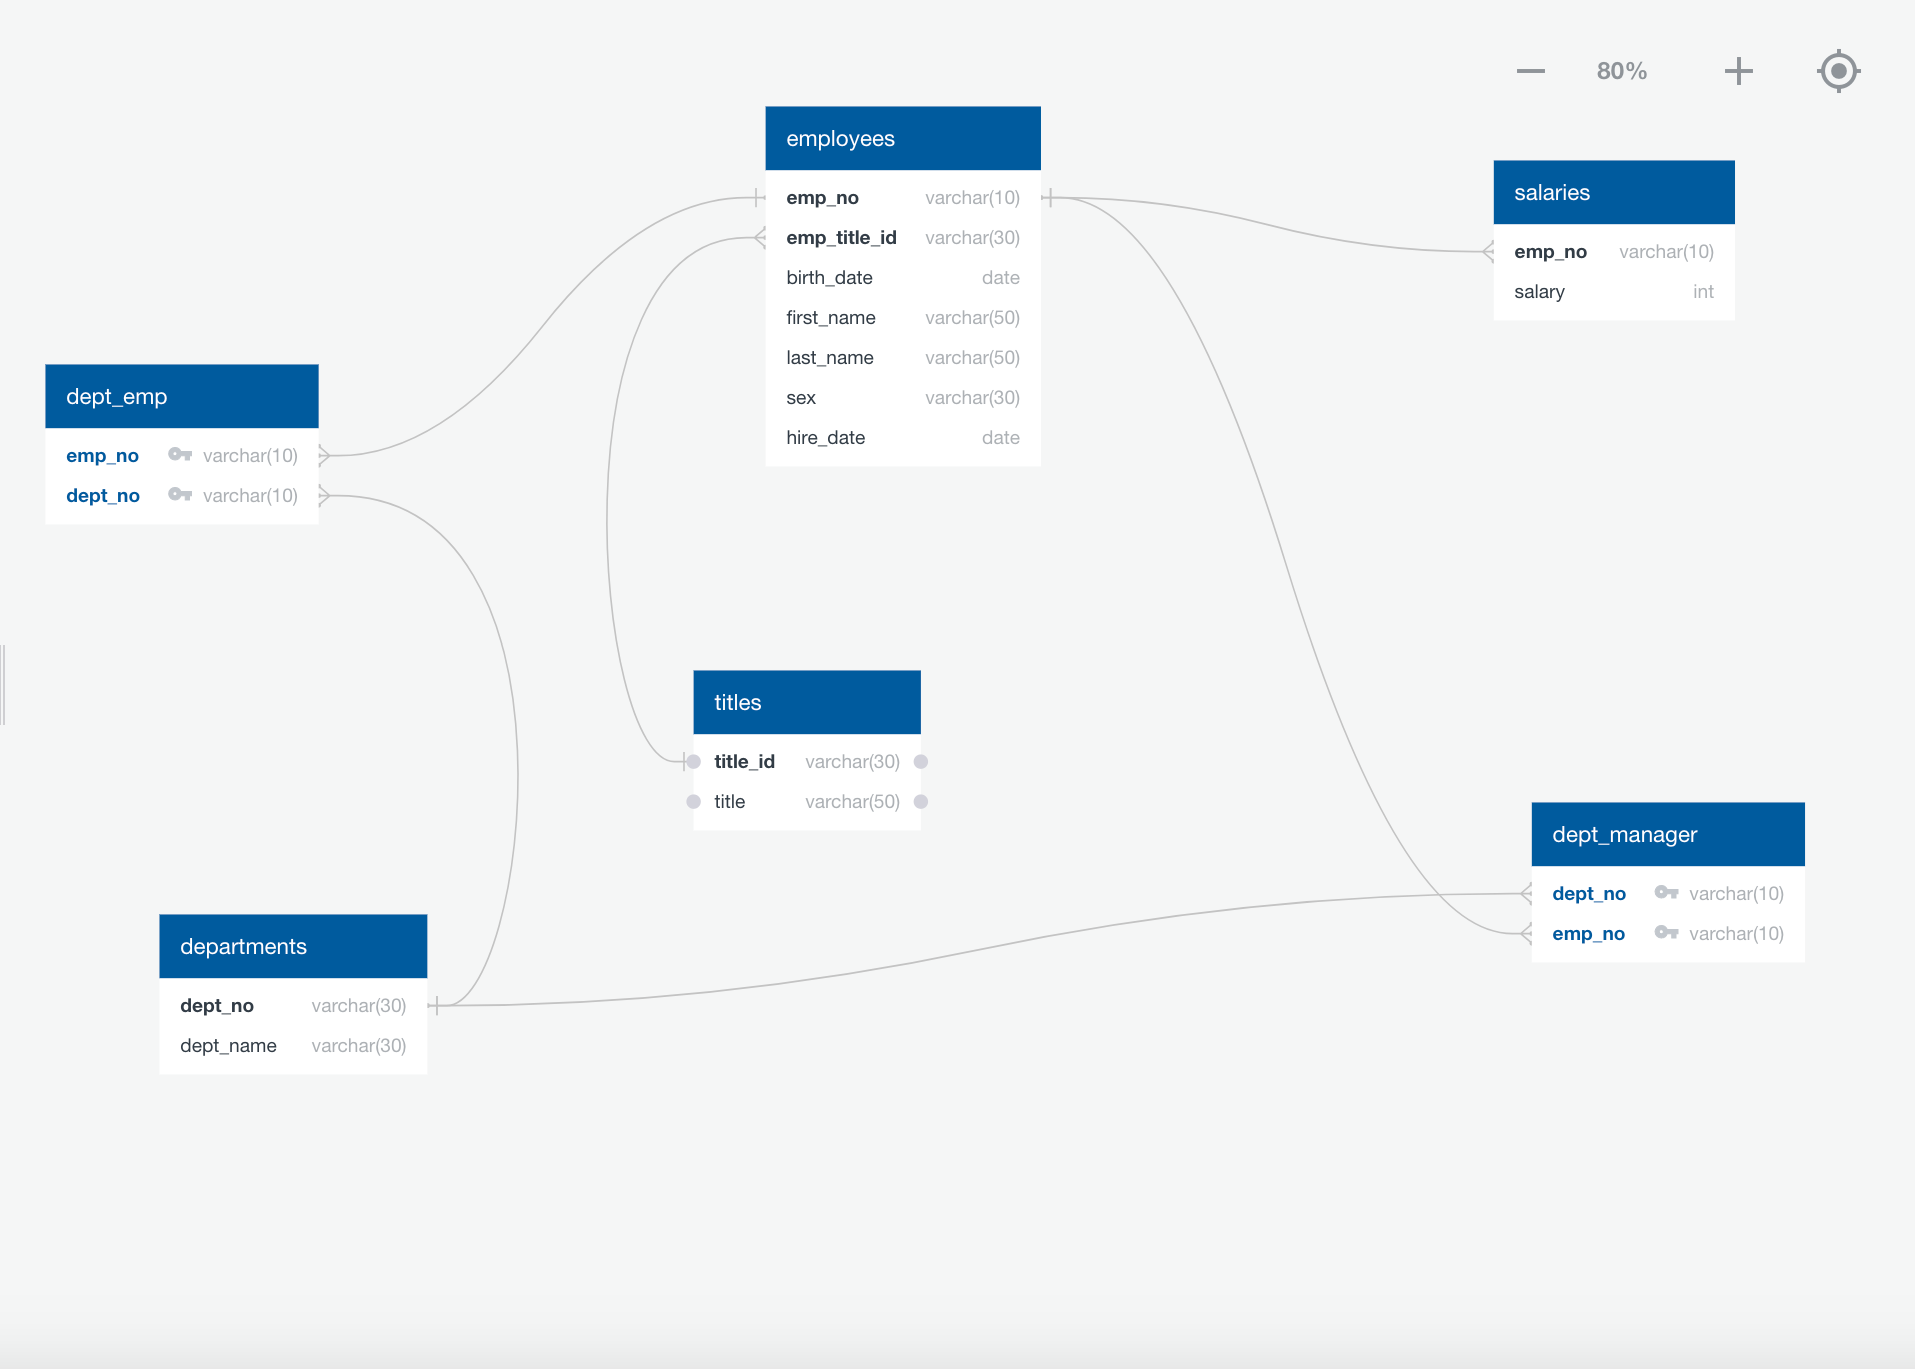 80%
employees
emp_no varchar(10)
emp_title_id varchar(30)
birth_date date
first_name varchar(50)
last_name varchar(50)
sex varchar(30)
hire_date date
salaries
emp_no varchar(10)
salary int
dept_emp
emp_no varchar(10)
dept_no varchar(10)
titles
title_id varchar(30)
title varchar(50)
dept_manager
dept_no varchar(10)
emp_no varchar(10)
departments
dept_no varchar(30)
dept_name varchar(30)